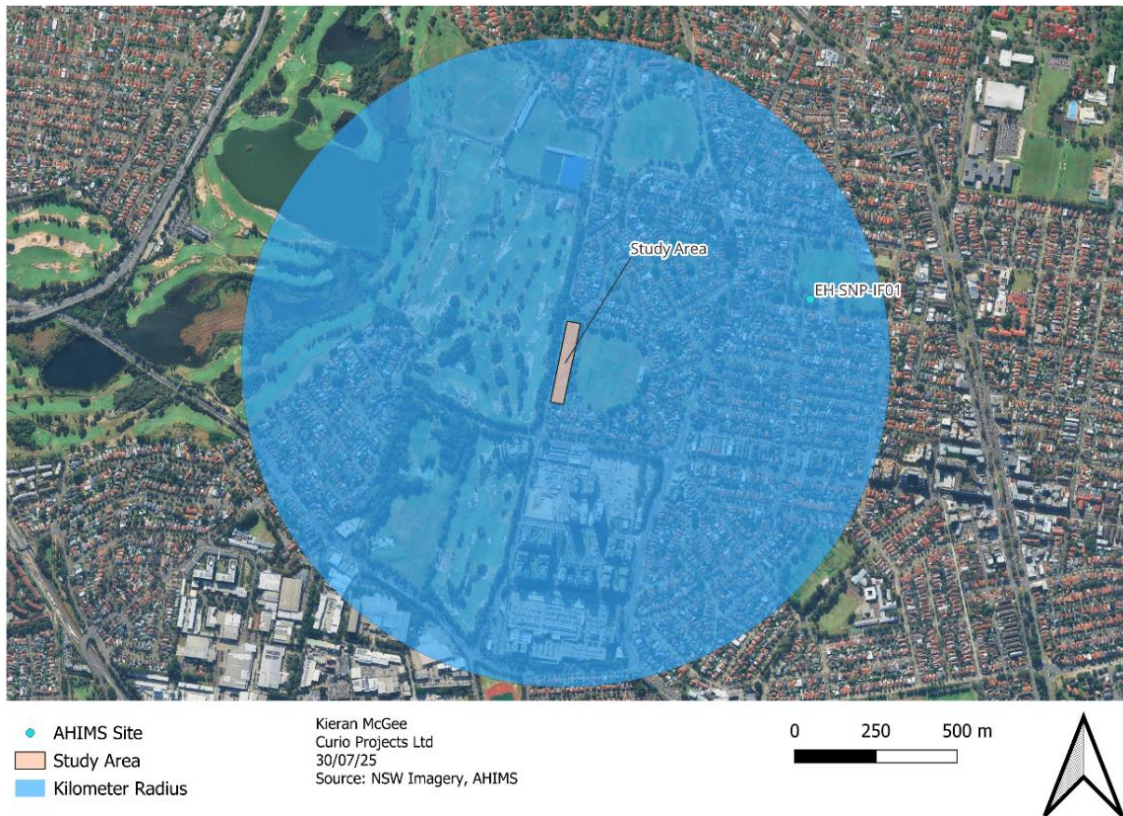 Study Area
EH-SNP-IF01
AHIMS Site
Study Area
Kilometer Radius
Kieran McGee
Curio Projects Ltd
30/07/25
Source: NSW Imagery, AHIMS
0 250 500 m